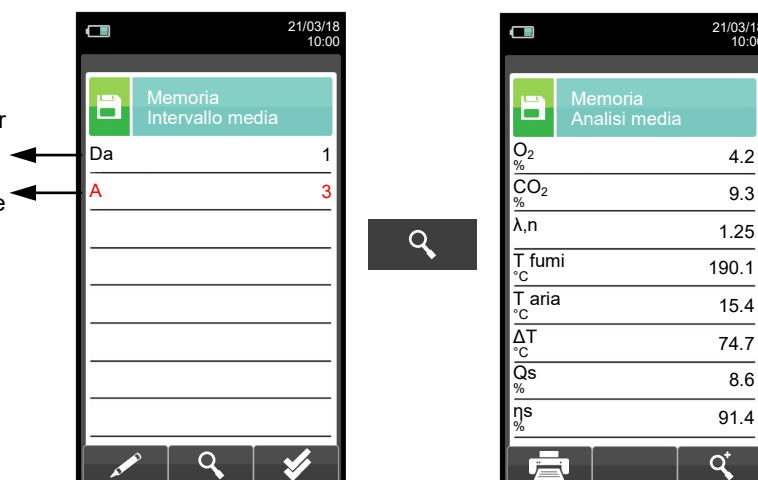 21/03/18
10:00
Memoria
Intervallo media
r
Da 1
e
A 3
21/03/18
10:00
Memoria
Analisi media
O₂ % 4.2
CO₂ % 9.3
λ,n 1.25
T fumi °C 190.1
T aria °C 15.4
ΔT °C 74.7
Qs % 8.6
ηs % 91.4